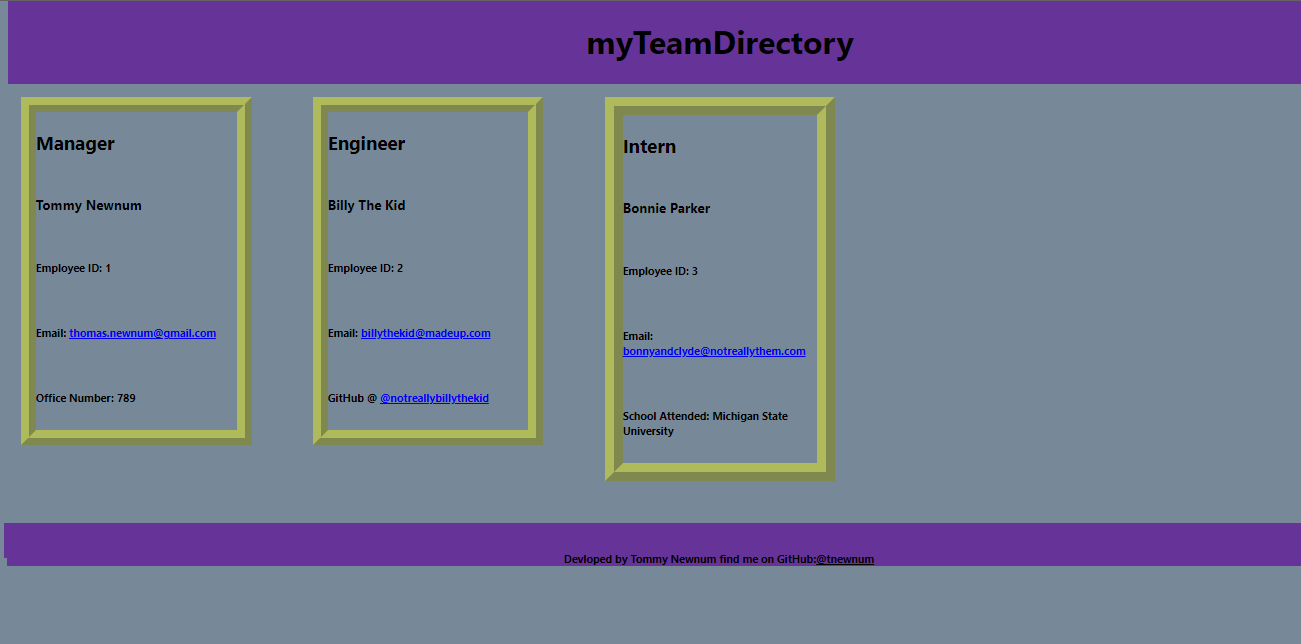 myTeamDirectory
Manager
Tommy Newnum
Employee ID: 1
Email: thomas.newnum@gmail.com
Office Number: 789
Engineer
Billy The Kid
Employee ID: 2
Email: billythekid@madeup.com
GitHub @ @notreallybillythekid
Intern
Bonnie Parker
Employee ID: 3
Email:
bonnyandclyde@notreallythem.com
School Attended: Michigan State
University
Devloped by Tommy Newnum find me on GitHub:@tnewnum